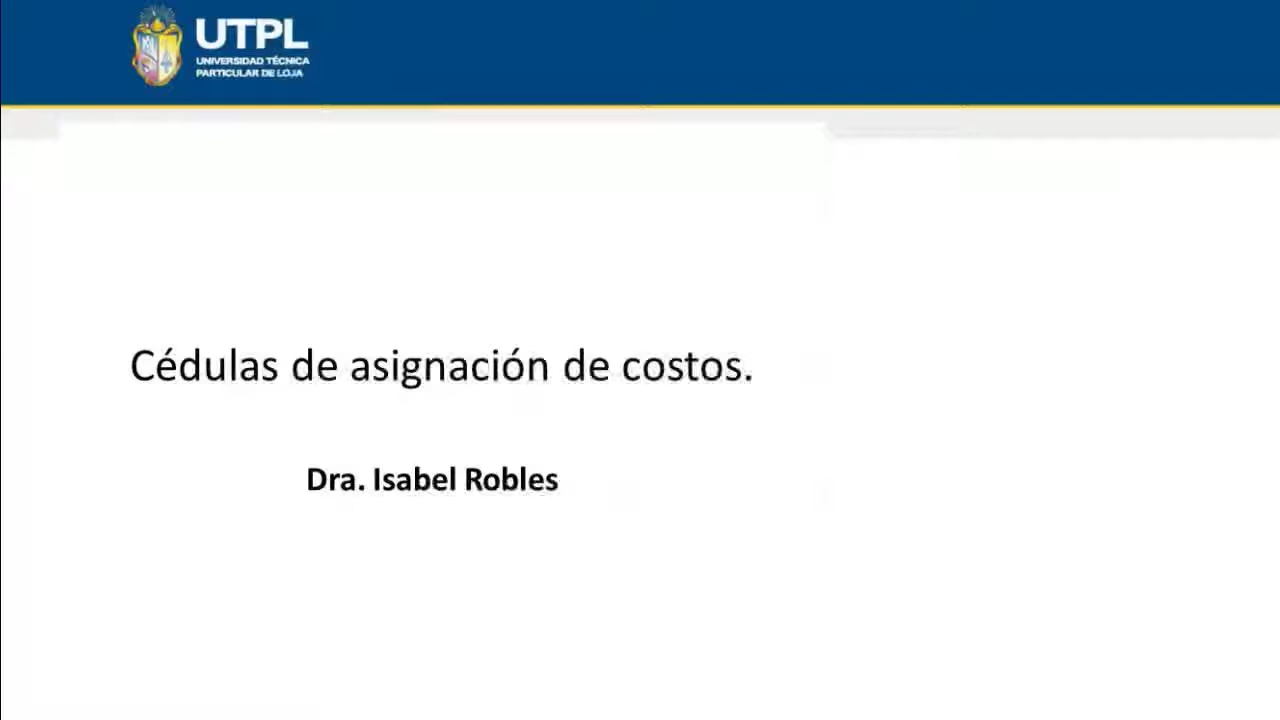 UTPL
UNIVERSIDAD TÉCNICA
PARTICULAR DE LOJA
Cédulas de asignación de costos.
Dra. Isabel Robles